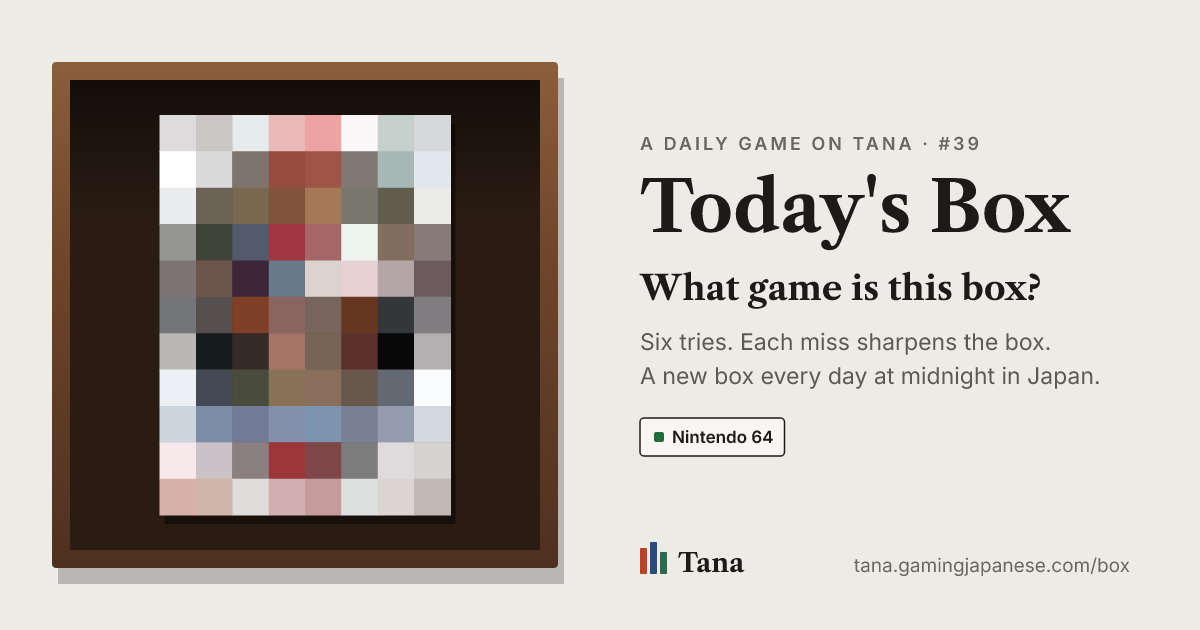 A DAILY GAME ON TANA · #39
Today's Box
What game is this box?
Six tries. Each miss sharpens the box.
A new box every day at midnight in Japan.
Nintendo 64
Tana
tana.gamingjapanese.com/box